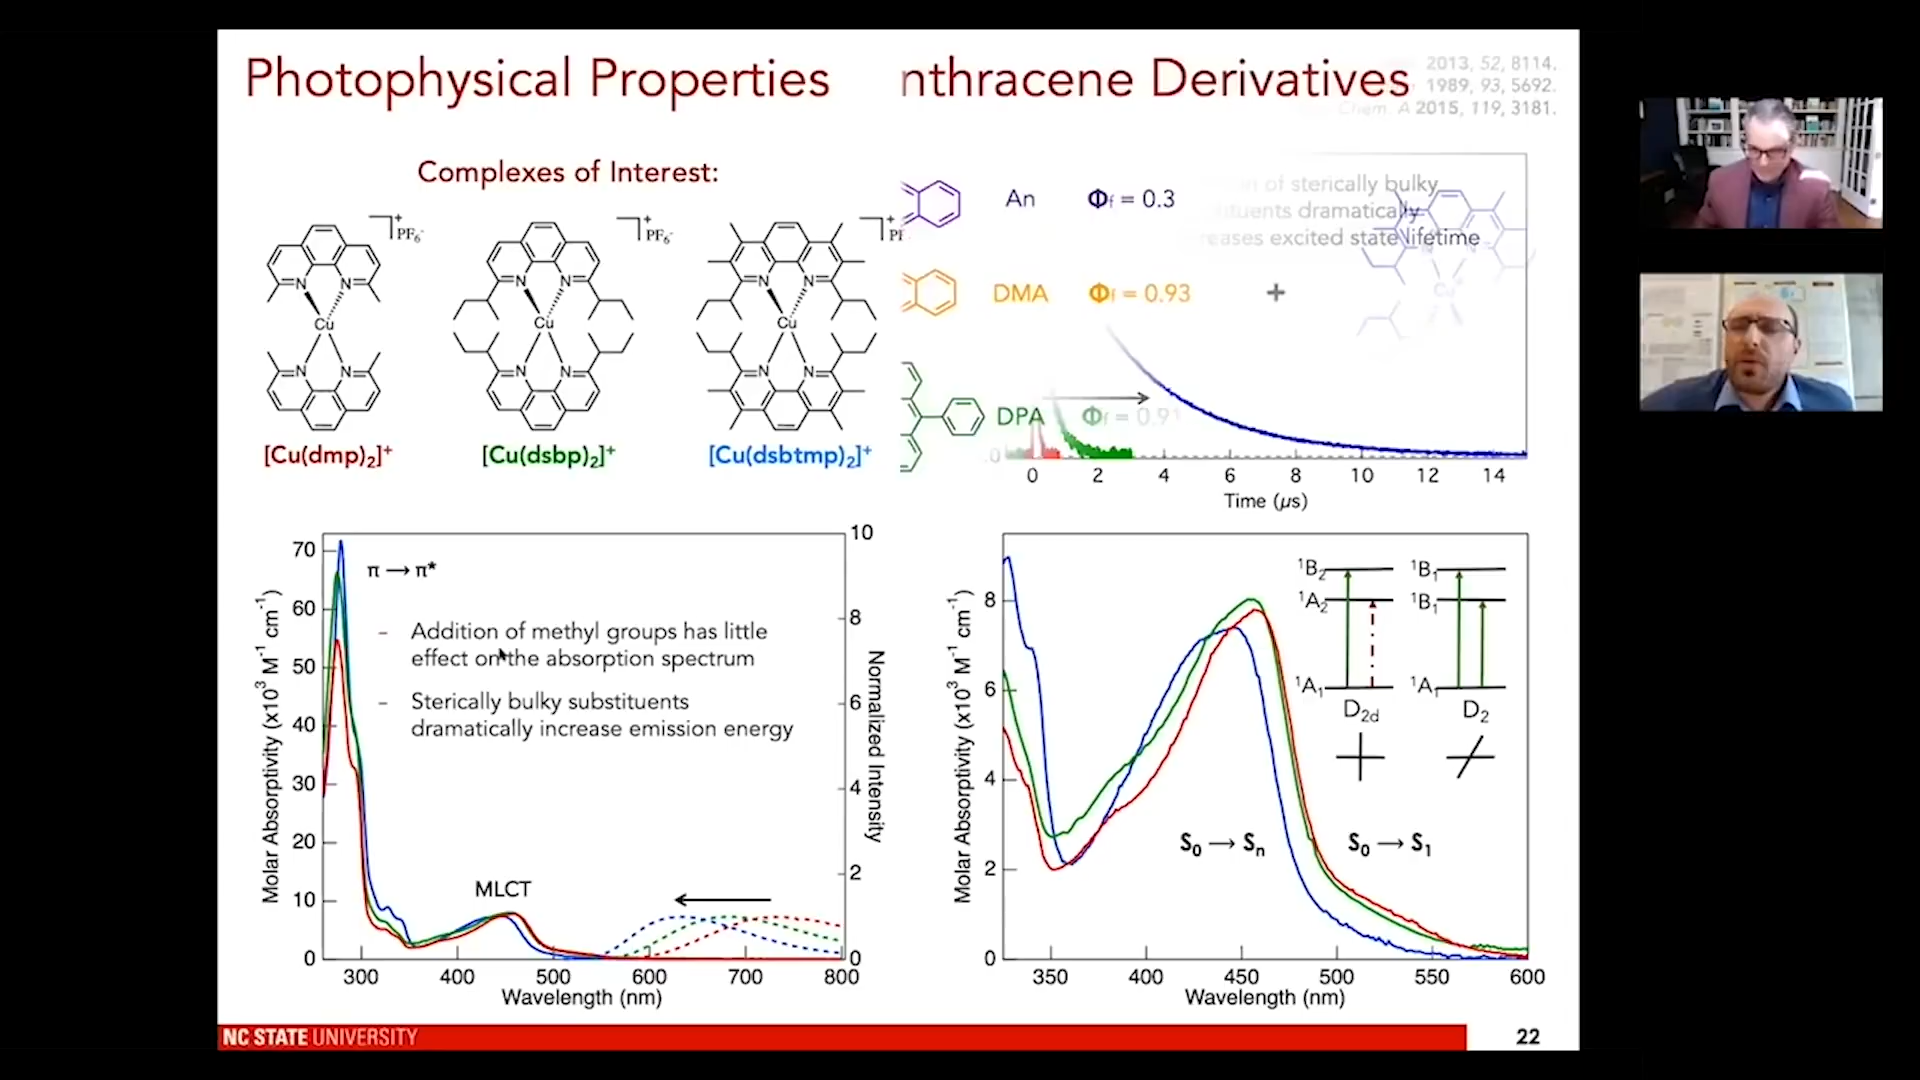 Photophysical Properties
nthracene Derivatives
2013, 52, 8114.
1989, 93, 5692.
Chem. A 2015, 119, 3181.
Complexes of Interest:
]+ PF6-
]+ PF6-
]+ PF
N N
Cu
N N
N N
Cu
N N
N N
Cu
N N
[Cu(dmp)2]+
[Cu(dsbp)2]+
[Cu(dsbtmp)2]+
An Φf = 0.3
DMA Φf = 0.93
+
DPA Φf = 0.91
of sterically bulky
tituents dramatically
reases excited state lifetime
Cu
.0
0 2 4 6 8 10 12 14
Time (µs)
π → π*
- Addition of methyl groups has little
effect on the absorption spectrum
- Sterically bulky substituents
dramatically increase emission energy
MLCT
Molar Absorptivity (x10³ M⁻¹ cm⁻¹)
70
60
50
40
30
20
10
0
10
8
6
4
2
0
Normalized Intensity
300 400 500 600 700 800
Wavelength (nm)
Molar Absorptivity (x10³ M⁻¹ cm⁻¹)
8
6
4
2
0
¹B2
¹A2
¹A1
D2d
¹B1
¹B1
¹A
D2
S0 → Sn
S0 → S1
350 400 450 500 550 600
Wavelength (nm)
NC STATE UNIVERSITY
22